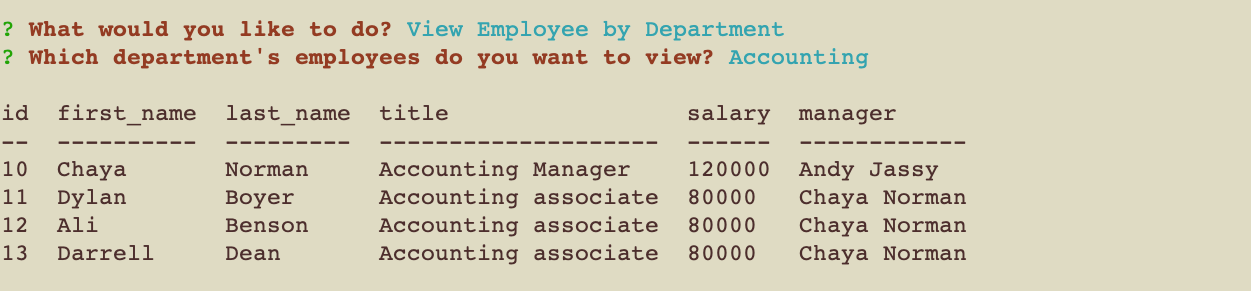 ? What would you like to do? View Employee by Department
? Which department's employees do you want to view? Accounting
id  first_name  last_name  title                 salary  manager
--  ----------  ---------  --------------------  ------  ------------
10  Chaya       Norman     Accounting Manager    120000  Andy Jassy
11  Dylan       Boyer      Accounting associate  80000   Chaya Norman
12  Ali         Benson     Accounting associate  80000   Chaya Norman
13  Darrell     Dean       Accounting associate  80000   Chaya Norman